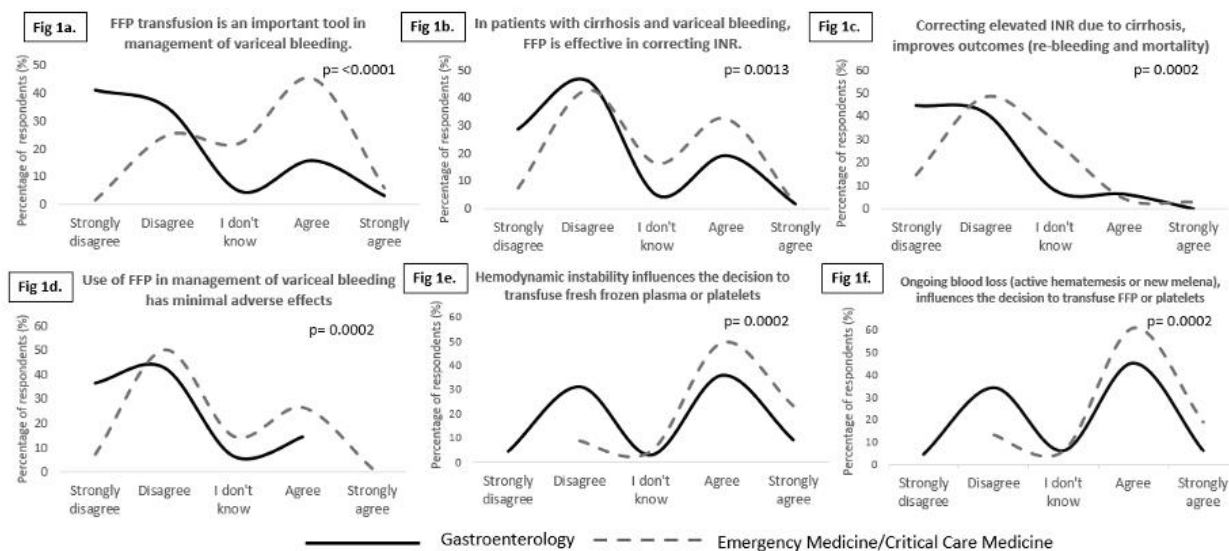 Fig 1a.
FFP transfusion is an important tool in
management of variceal bleeding.
p= <0.0001
Percentage of respondents (%)
50
40
30
20
10
0
Strongly
disagree
Disagree
I don't
know
Agree
Strongly
agree
Fig 1b.
In patients with cirrhosis and variceal bleeding,
FFP is effective in correcting INR.
p= 0.0013
Percentage of respondents (%)
50
40
30
20
10
0
Strongly
disagree
Disagree
I don't
know
Agree
Strongly
agree
Fig 1c.
Correcting elevated INR due to cirrhosis,
improves outcomes (re-bleeding and mortality)
p= 0.0002
Percentage of respondents (%)
60
50
40
30
20
10
0
Strongly
disagree
Disagree
I don't
know
Agree
Strongly
agree
Fig 1d.
Use of FFP in management of variceal bleeding
has minimal adverse effects
p= 0.0002
Percentage of respondents (%)
60
50
40
30
20
10
0
Strongly
disagree
Disagree
I don't
know
Agree
Strongly
agree
Fig 1e.
Hemodynamic instability influences the decision to
transfuse fresh frozen plasma or platelets
p= 0.0002
Percentage of respondents (%)
60
50
40
30
20
10
0
Strongly
disagree
Disagree
I don't
know
Agree
Strongly
agree
Fig 1f.
Ongoing blood loss (active hematemesis or new melena),
influences the decision to transfuse FFP or platelets
p= 0.0002
Percentage of respondents (%)
60
50
40
30
20
10
0
Strongly
disagree
Disagree
I don't
know
Agree
Strongly
agree
Gastroenterology
Emergency Medicine/Critical Care Medicine